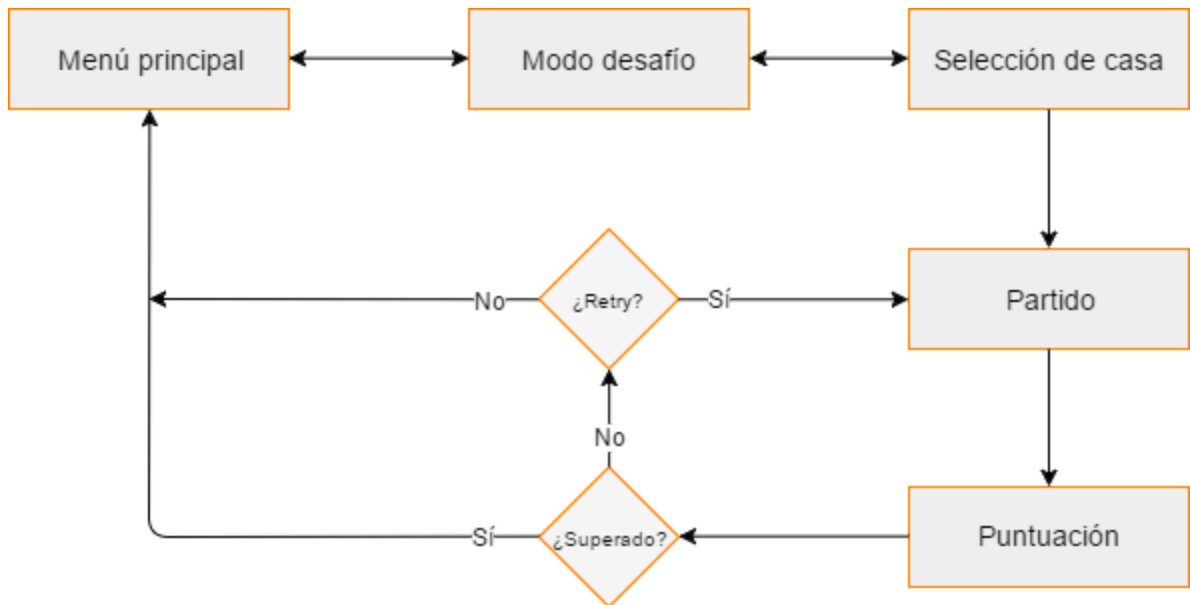 Menú principal
Modo desafío
Selección de casa
No
¿Retry?
Sí
Partido
No
Sí
¿Superado?
Puntuación